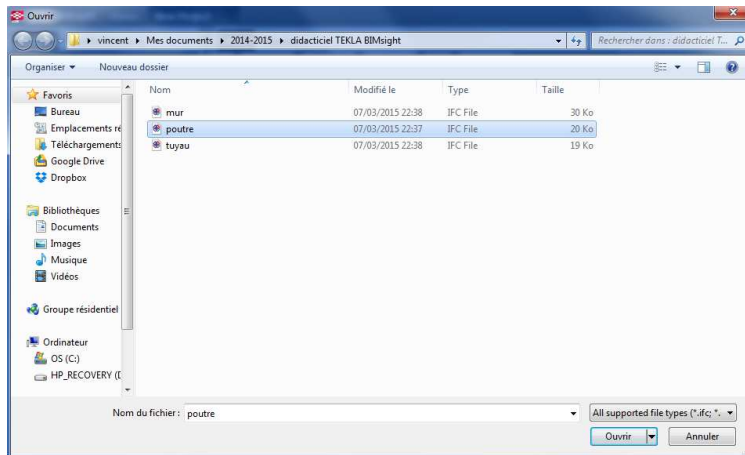 Ouvrir
vincent ▸ Mes documents ▸ 2014-2015 ▸ didacticiel TEKLA BIMsight
Rechercher dans : didacticiel T...
Organiser Nouveau dossier
Nom Modifié le Type Taille
Favoris
Bureau
Emplacements ré
Téléchargements
Google Drive
Dropbox
Bibliothèques
Documents
Images
Musique
Vidéos
Groupe résidentiel
Ordinateur
OS (C:)
HP_RECOVERY (D
mur 07/03/2015 22:38 IFC File 30 Ko
poutre 07/03/2015 22:37 IFC File 20 Ko
tuyau 07/03/2015 22:38 IFC File 19 Ko
Nom du fichier : poutre
All supported file types (*.ifc; *.
Ouvrir Annuler